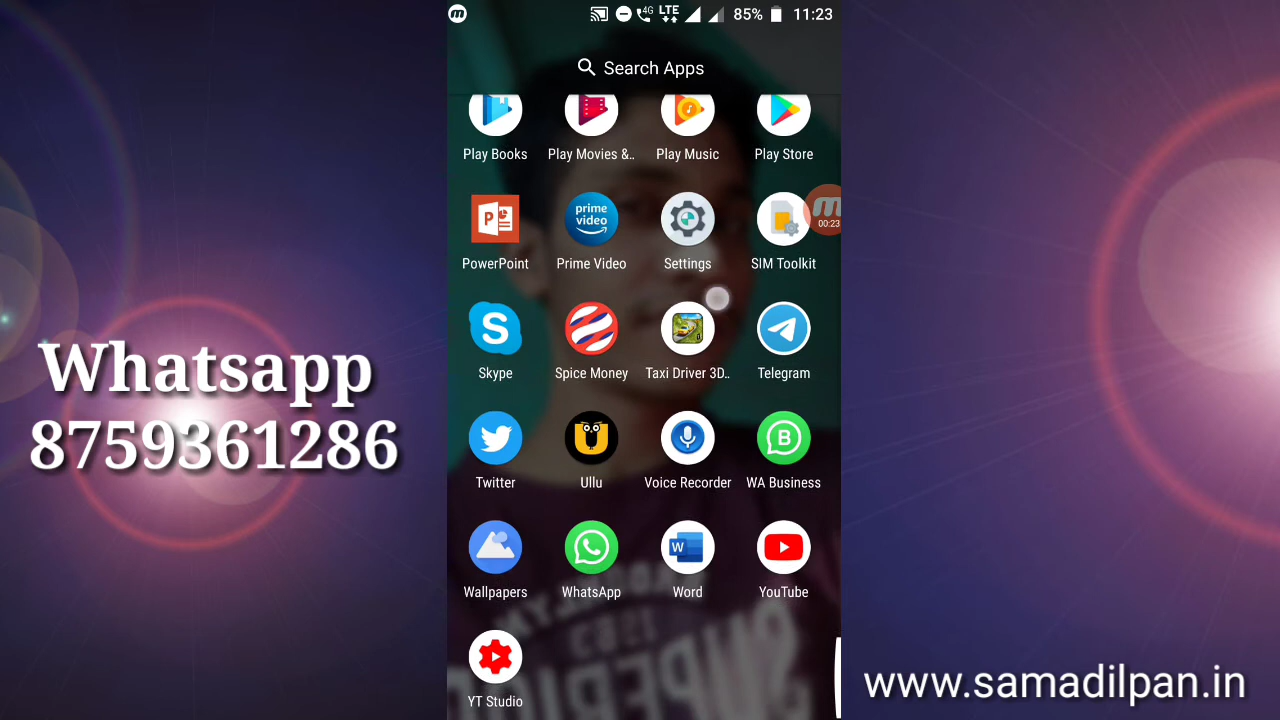 4G LTE 85% 11:23
Search Apps
Play Books Play Movies &.. Play Music Play Store
P prime video 00:23
PowerPoint Prime Video Settings SIM Toolkit
S
Skype Spice Money Taxi Driver 3D.. Telegram
B
Twitter Ullu Voice Recorder WA Business
W
Wallpapers WhatsApp Word YouTube
YT Studio
Whatsapp
8759361286
www.samadilpan.in